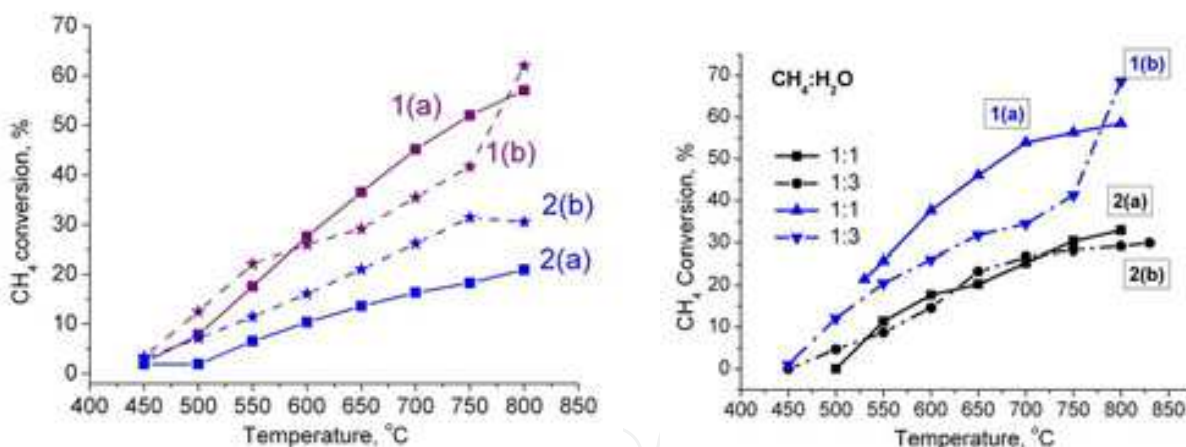 70
60
50
40
30
20
10
0
CH4 conversion, %
1(a)
1(b)
2(b)
2(a)
400 450 500 550 600 650 700 750 800 850
Temperature, °C
70
60
50
40
30
20
10
0
CH4 Conversion, %
CH4:H2O
1:1
1:3
1:1
1:3
1(a)
1(b)
2(a)
2(b)
400 450 500 550 600 650 700 750 800 850
Temperature, °C